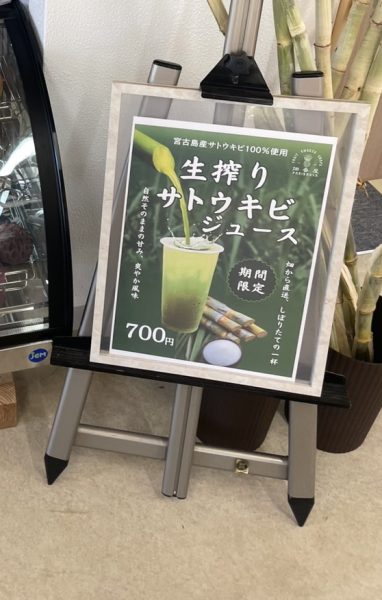 宮古島産サトウキビ100%使用
生搾り
サトウキビ
ジュース
期間
限定
畑から直送、しぼりたての一杯
自然そのままの甘み、爽やか風味
700円
jcm